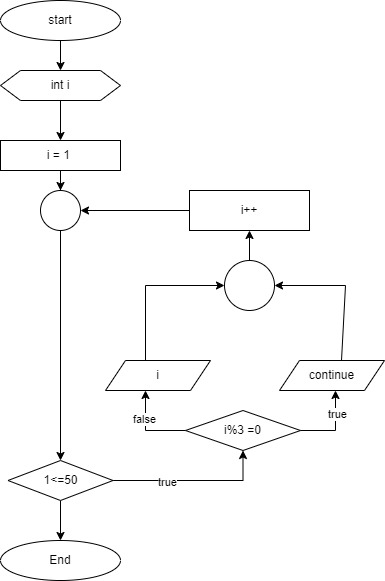 start
int i
i = 1
i++
i
continue
false
true
i%3 =0
1<=50
true
End